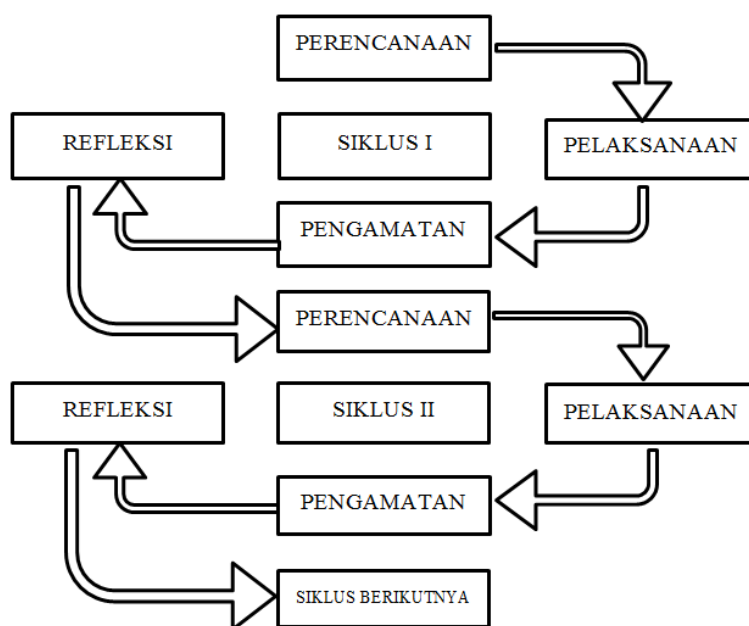 PERENCANAAN
REFLEKSI
SIKLUS I
PELAKSANAAN
PENGAMATAN
PERENCANAAN
REFLEKSI
SIKLUS II
PELAKSANAAN
PENGAMATAN
SIKLUS BERIKUTNYA